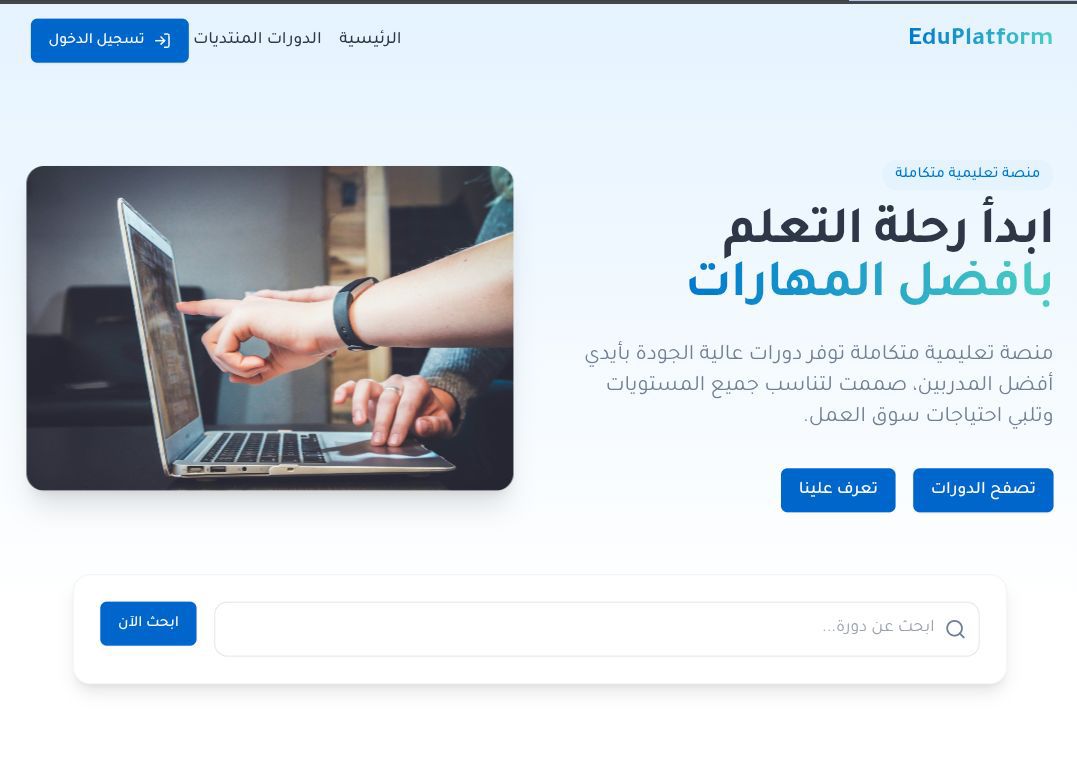 EduPlatform
الرئيسية
الدورات المنتديات
تسجيل الدخول
منصة تعليمية متكاملة
ابدأ رحلة التعلم
بافضل المهارات
منصة تعليمية متكاملة توفر دورات عالية الجودة بأيدي
أفضل المدربين، صممت لتناسب جميع المستويات
وتلبي احتياجات سوق العمل.
تصفح الدورات
تعرف علينا
ابحث عن دورة...
ابحث الآن